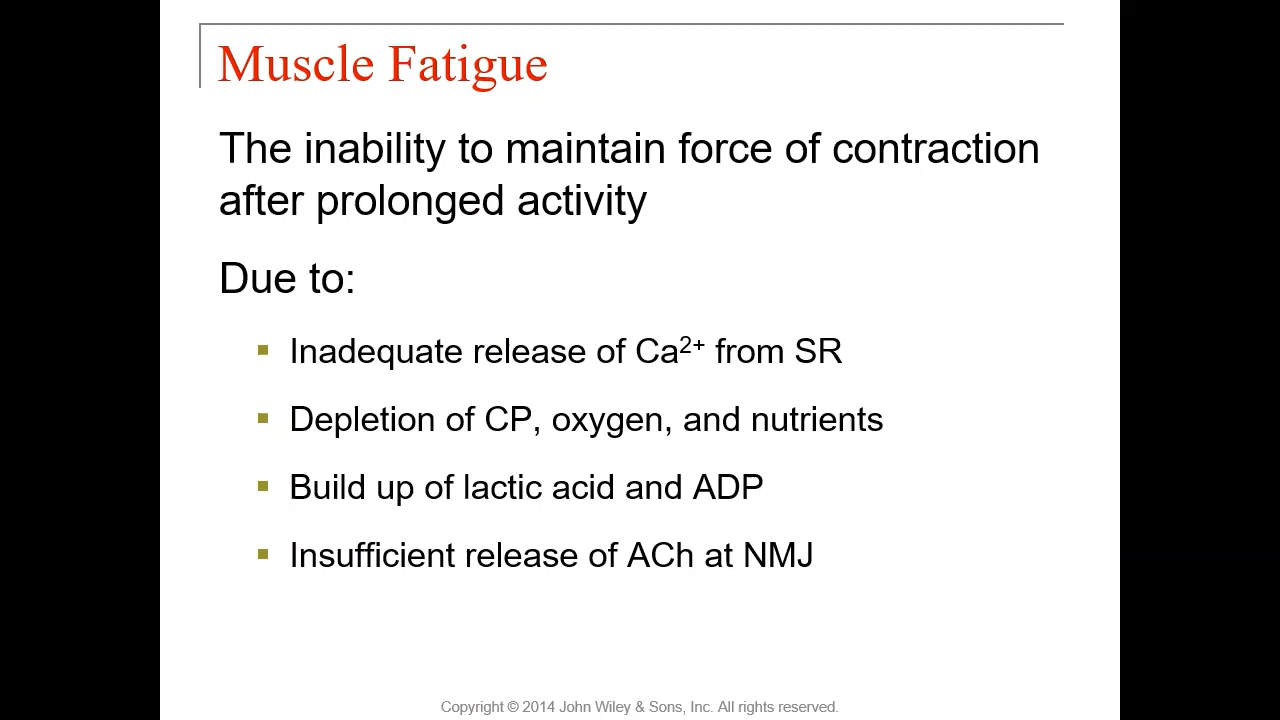 Muscle Fatigue
The inability to maintain force of contraction
after prolonged activity
Due to:
▪ Inadequate release of Ca²⁺ from SR
▪ Depletion of CP, oxygen, and nutrients
▪ Build up of lactic acid and ADP
▪ Insufficient release of ACh at NMJ
Copyright © 2014 John Wiley & Sons, Inc. All rights reserved.